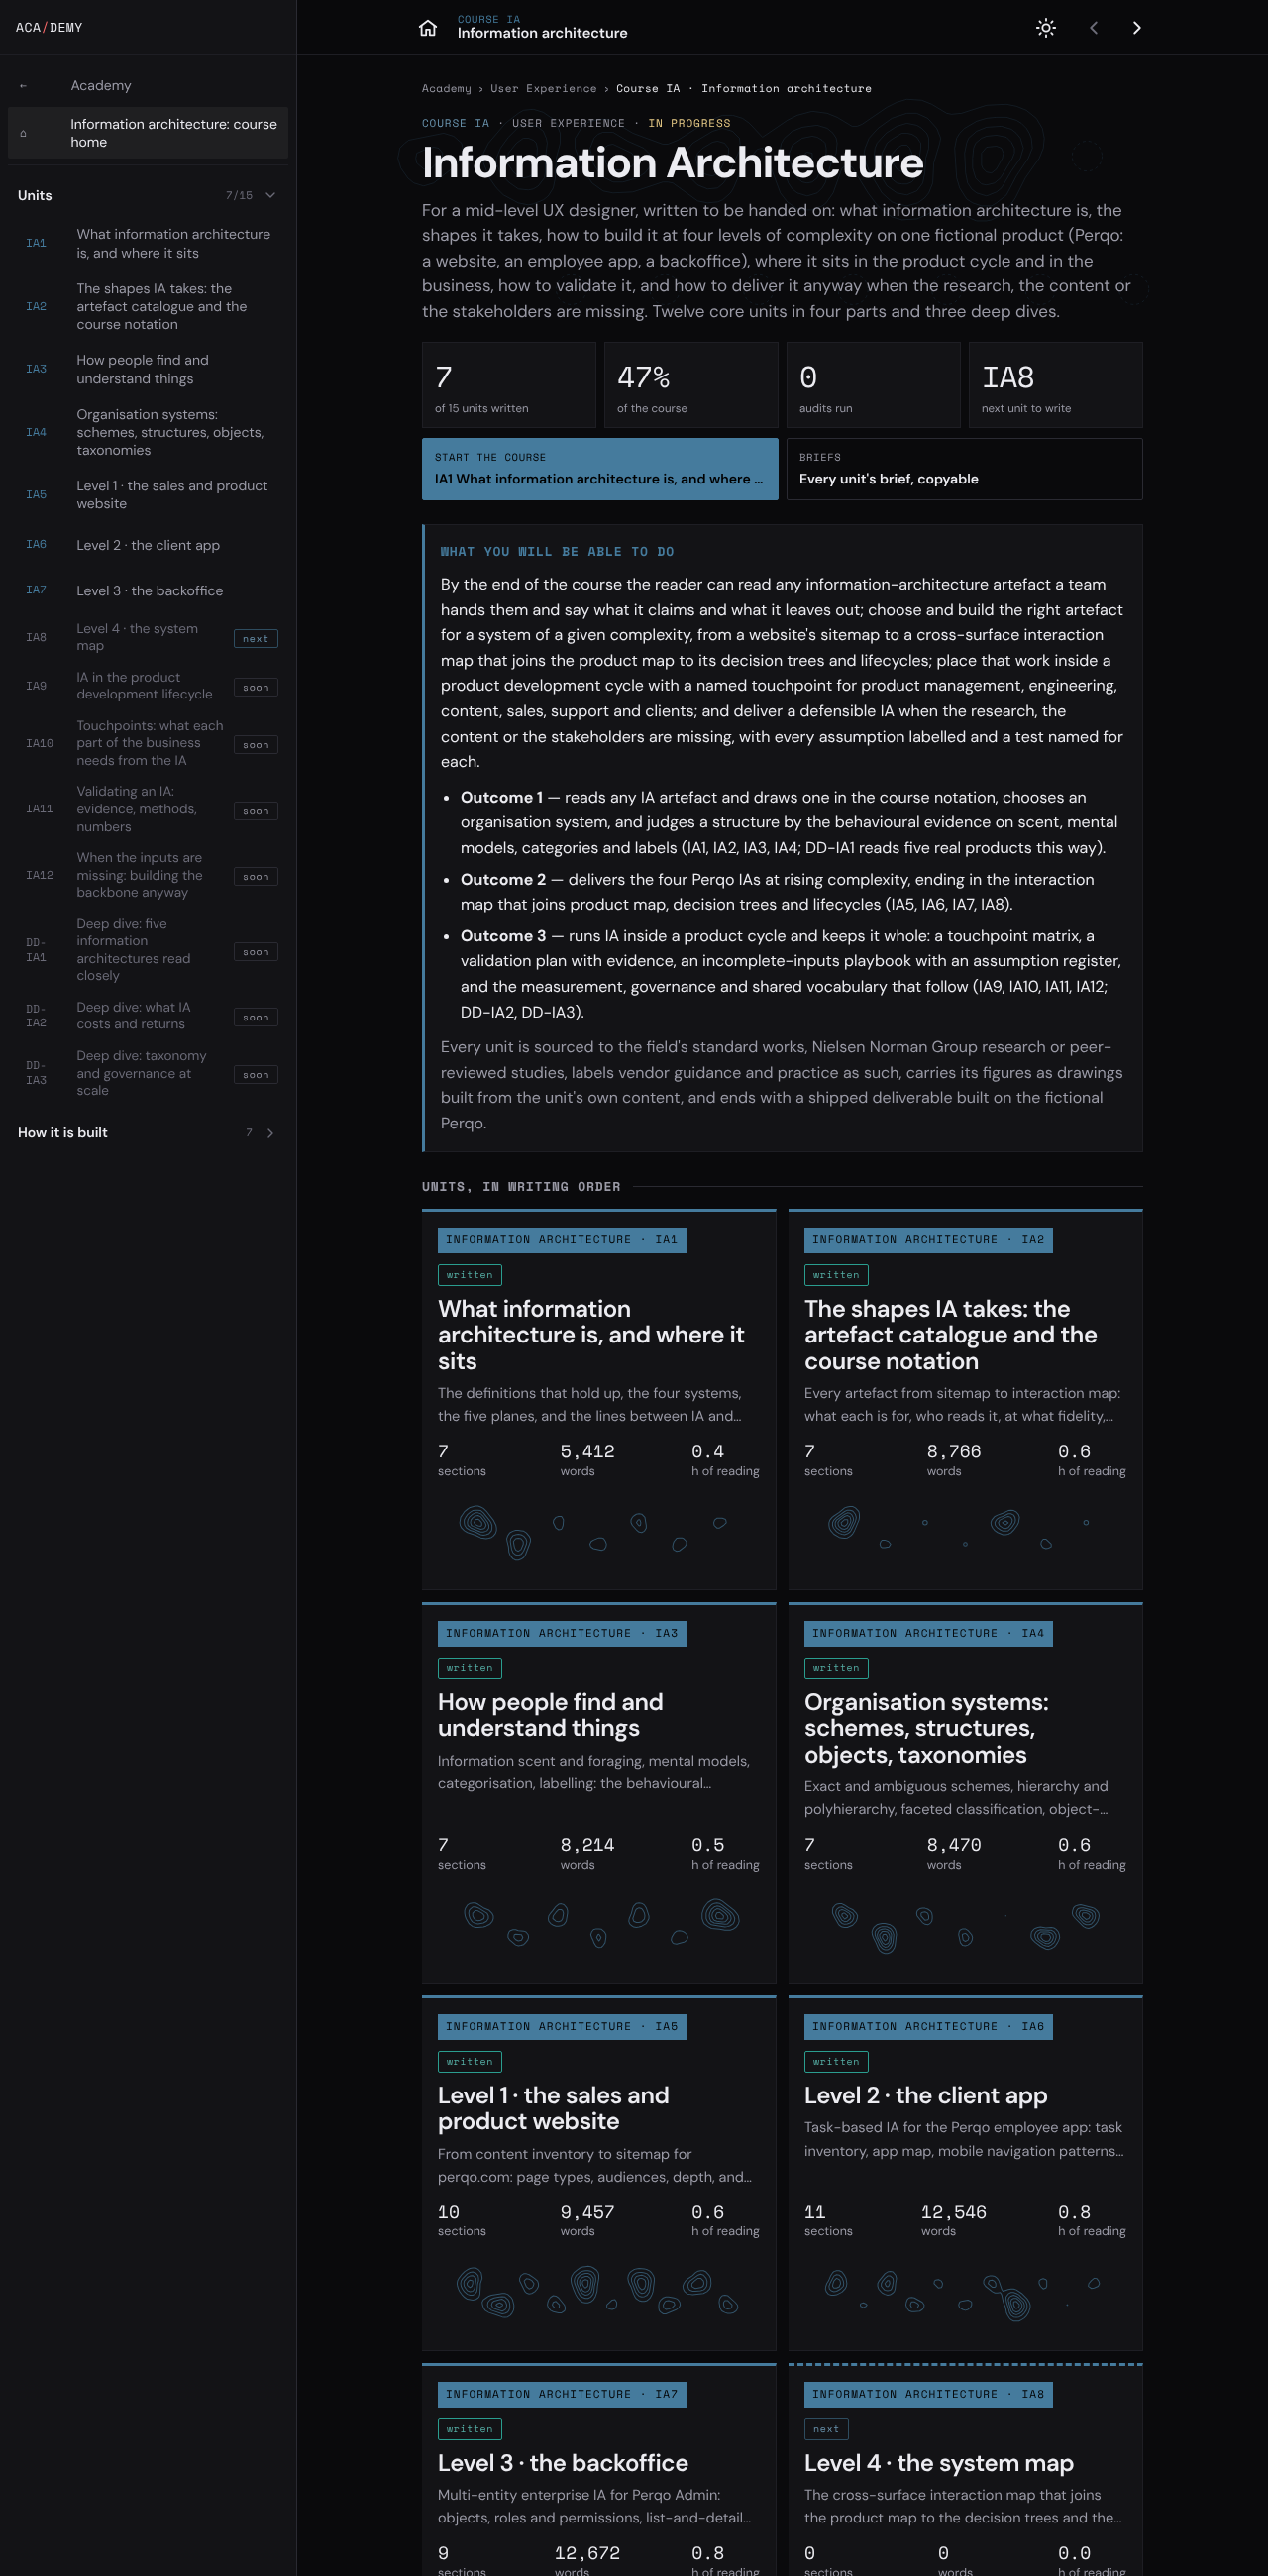 ACA/DEMY
← Academy
Information architecture: course
home
Units 7/15
IA1 What information architecture
is, and where it sits
IA2 The shapes IA takes: the
artefact catalogue and the
course notation
IA3 How people find and
understand things
IA4 Organisation systems:
schemes, structures, objects,
taxonomies
IA5 Level 1 · the sales and product
website
IA6 Level 2 · the client app
IA7 Level 3 · the backoffice
IA8 Level 4 · the system
map next
IA9 IA in the product
development lifecycle soon
IA10 Touchpoints: what each
part of the business
needs from the IA soon
IA11 Validating an IA:
evidence, methods,
numbers soon
IA12 When the inputs are
missing: building the
backbone anyway soon
DD-
IA1 Deep dive: five
information
architectures read
closely soon
DD-
IA2 Deep dive: what IA
costs and returns soon
DD-
IA3 Deep dive: taxonomy
and governance at
scale soon
How it is built 7
COURSE IA
Information architecture
Academy › User Experience › Course IA · Information architecture
COURSE IA · USER EXPERIENCE · IN PROGRESS
Information Architecture
For a mid-level UX designer, written to be handed on: what information architecture is, the
shapes it takes, how to build it at four levels of complexity on one fictional product (Perqo:
a website, an employee app, a backoffice), where it sits in the product cycle and in the
business, how to validate it, and how to deliver it anyway when the research, the content or
the stakeholders are missing. Twelve core units in four parts and three deep dives.
7
of 15 units written
47%
of the course
0
audits run
IA8
next unit to write
START THE COURSE
IA1 What information architecture is, and where ...
BRIEFS
Every unit's brief, copyable
WHAT YOU WILL BE ABLE TO DO
By the end of the course the reader can read any information-architecture artefact a team
hands them and say what it claims and what it leaves out; choose and build the right artefact
for a system of a given complexity, from a website's sitemap to a cross-surface interaction
map that joins the product map to its decision trees and lifecycles; place that work inside a
product development cycle with a named touchpoint for product management, engineering,
content, sales, support and clients; and deliver a defensible IA when the research, the
content or the stakeholders are missing, with every assumption labelled and a test named for
each.
• Outcome 1 — reads any IA artefact and draws one in the course notation, chooses an
organisation system, and judges a structure by the behavioural evidence on scent, mental
models, categories and labels (IA1, IA2, IA3, IA4; DD-IA1 reads five real products this way).
• Outcome 2 — delivers the four Perqo IAs at rising complexity, ending in the interaction
map that joins product map, decision trees and lifecycles (IA5, IA6, IA7, IA8).
• Outcome 3 — runs IA inside a product cycle and keeps it whole: a touchpoint matrix, a
validation plan with evidence, an incomplete-inputs playbook with an assumption register,
and the measurement, governance and shared vocabulary that follow (IA9, IA10, IA11, IA12;
DD-IA2, DD-IA3).
Every unit is sourced to the field's standard works, Nielsen Norman Group research or peer-
reviewed studies, labels vendor guidance and practice as such, carries its figures as drawings
built from the unit's own content, and ends with a shipped deliverable built on the fictional
Perqo.
UNITS, IN WRITING ORDER
INFORMATION ARCHITECTURE · IA1
written
What information
architecture is, and where it
sits
The definitions that hold up, the four systems,
the five planes, and the lines between IA and...
7 5,412 0.4
sections words h of reading
INFORMATION ARCHITECTURE · IA2
written
The shapes IA takes: the
artefact catalogue and the
course notation
Every artefact from sitemap to interaction map:
what each is for, who reads it, at what fidelity,...
7 8,766 0.6
sections words h of reading
INFORMATION ARCHITECTURE · IA3
written
How people find and
understand things
Information scent and foraging, mental models,
categorisation, labelling: the behavioural...
7 8,214 0.5
sections words h of reading
INFORMATION ARCHITECTURE · IA4
written
Organisation systems:
schemes, structures,
objects, taxonomies
Exact and ambiguous schemes, hierarchy and
polyhierarchy, faceted classification, object-...
7 8,470 0.6
sections words h of reading
INFORMATION ARCHITECTURE · IA5
written
Level 1 · the sales and
product website
From content inventory to sitemap for
perqo.com: page types, audiences, depth, and...
10 9,457 0.6
sections words h of reading
INFORMATION ARCHITECTURE · IA6
written
Level 2 · the client app
Task-based IA for the Perqo employee app: task
inventory, app map, mobile navigation patterns...
11 12,546 0.8
sections words h of reading
INFORMATION ARCHITECTURE · IA7
written
Level 3 · the backoffice
Multi-entity enterprise IA for Perqo Admin:
objects, roles and permissions, list-and-detail...
9 12,672 0.8
sections words h of reading
INFORMATION ARCHITECTURE · IA8
next
Level 4 · the system map
The cross-surface interaction map that joins
the product map to the decision trees and the...
0 0 0.0
sections words h of reading